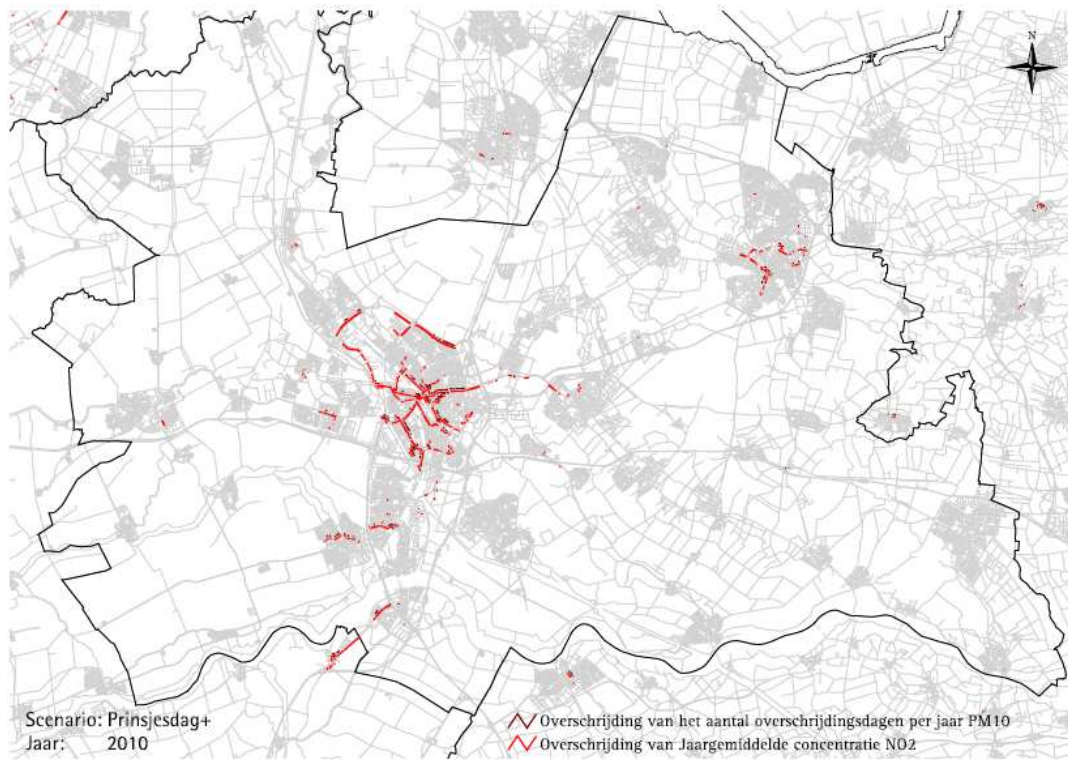 N
Scenario: Prinsjesdag+
Jaar: 2010
Overschrijding van het aantal overschrijdingsdagen per jaar PM10
Overschrijding van Jaargemiddelde concentratie NO2